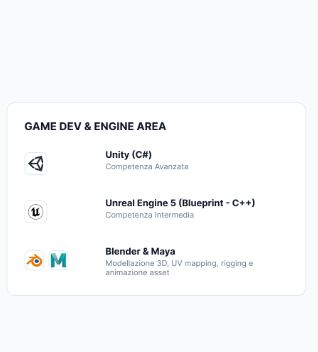 GAME DEV & ENGINE AREA
Unity (C#)
Competenza Avanzata
Unreal Engine 5 (Blueprint - C++)
Competenza Intermedia
Blender & Maya
Modellazione 3D, UV mapping, rigging e
animazione asset